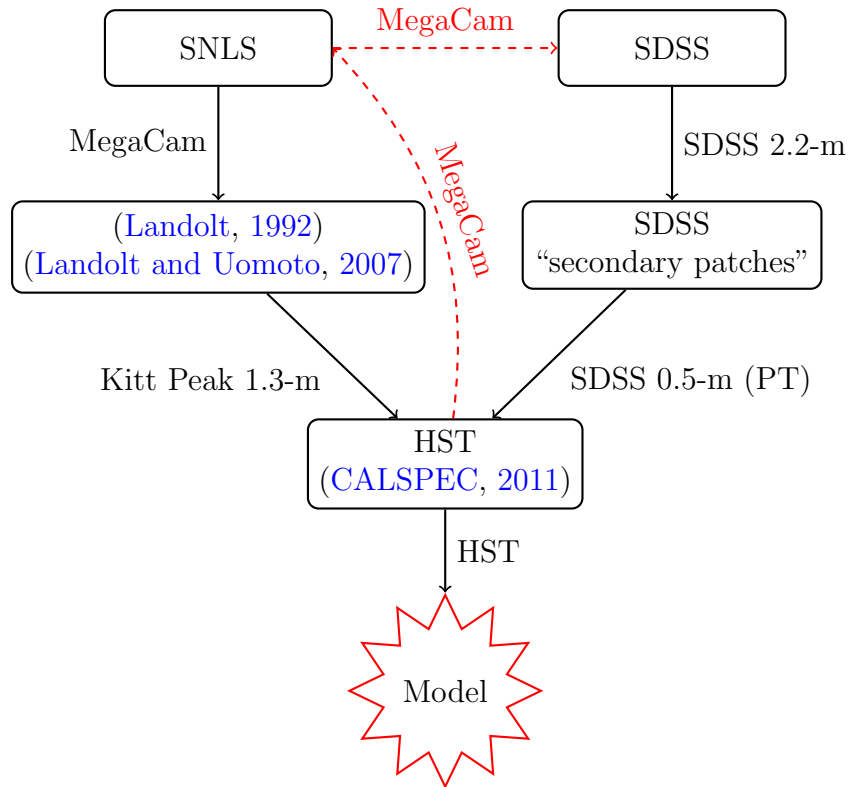 MegaCam
SNLS
SDSS
MegaCam
SDSS 2.2-m
MegaCam
(Landolt, 1992)
(Landolt and Uomoto, 2007)
SDSS
“secondary patches”
Kitt Peak 1.3-m
SDSS 0.5-m (PT)
HST
(CALSPEC, 2011)
HST
Model